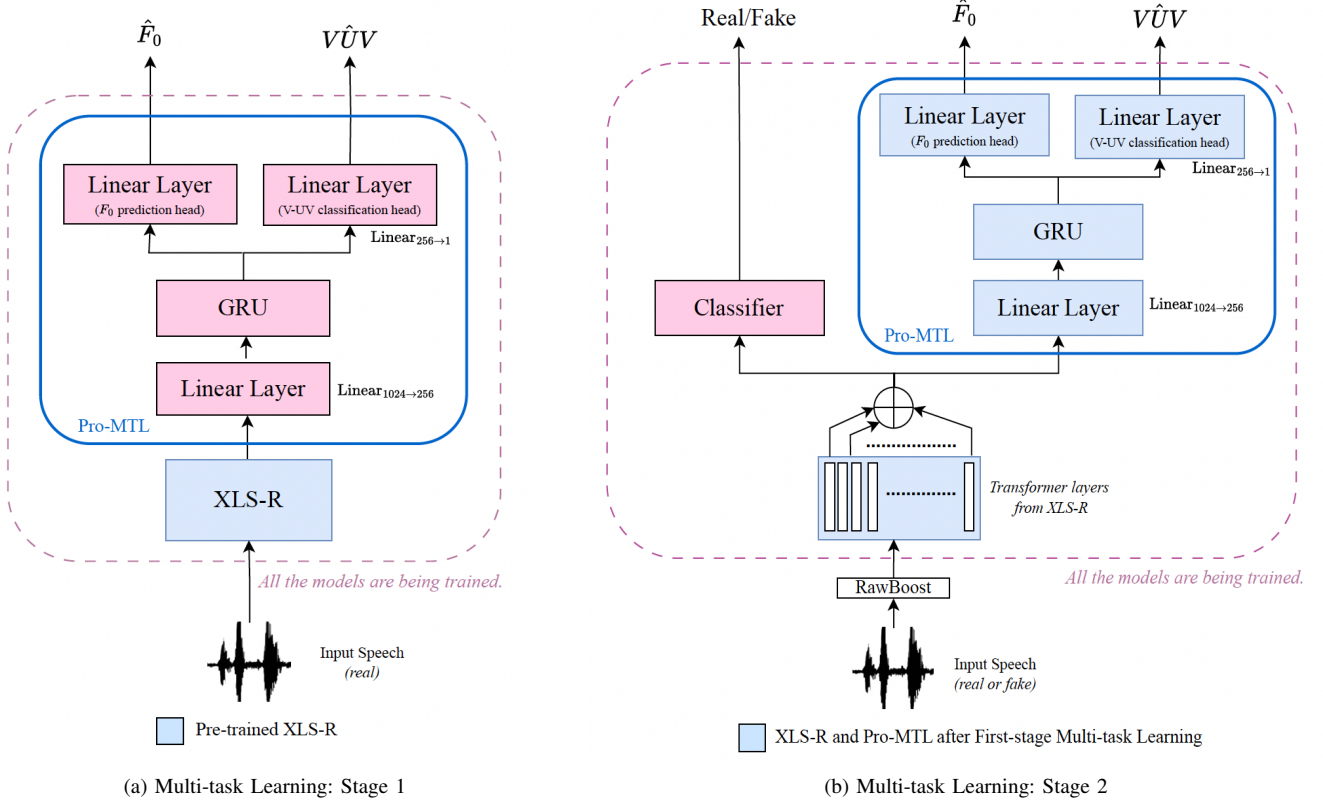 F̂₀
VÛV
Linear Layer
(F₀ prediction head)
Linear Layer
(V-UV classification head)
Linear₂₅₆→₁
GRU
Linear Layer
Linear₁₀₂₄→₂₅₆
Pro-MTL
XLS-R
All the models are being trained.
Input Speech
(real)
Pre-trained XLS-R
(a) Multi-task Learning: Stage 1
Real/Fake
F̂₀
VÛV
Linear Layer
(F₀ prediction head)
Linear Layer
(V-UV classification head)
Linear₂₅₆→₁
GRU
Classifier
Linear Layer
Linear₁₀₂₄→₂₅₆
Pro-MTL
Transformer layers
from XLS-R
All the models are being trained.
RawBoost
Input Speech
(real or fake)
XLS-R and Pro-MTL after First-stage Multi-task Learning
(b) Multi-task Learning: Stage 2